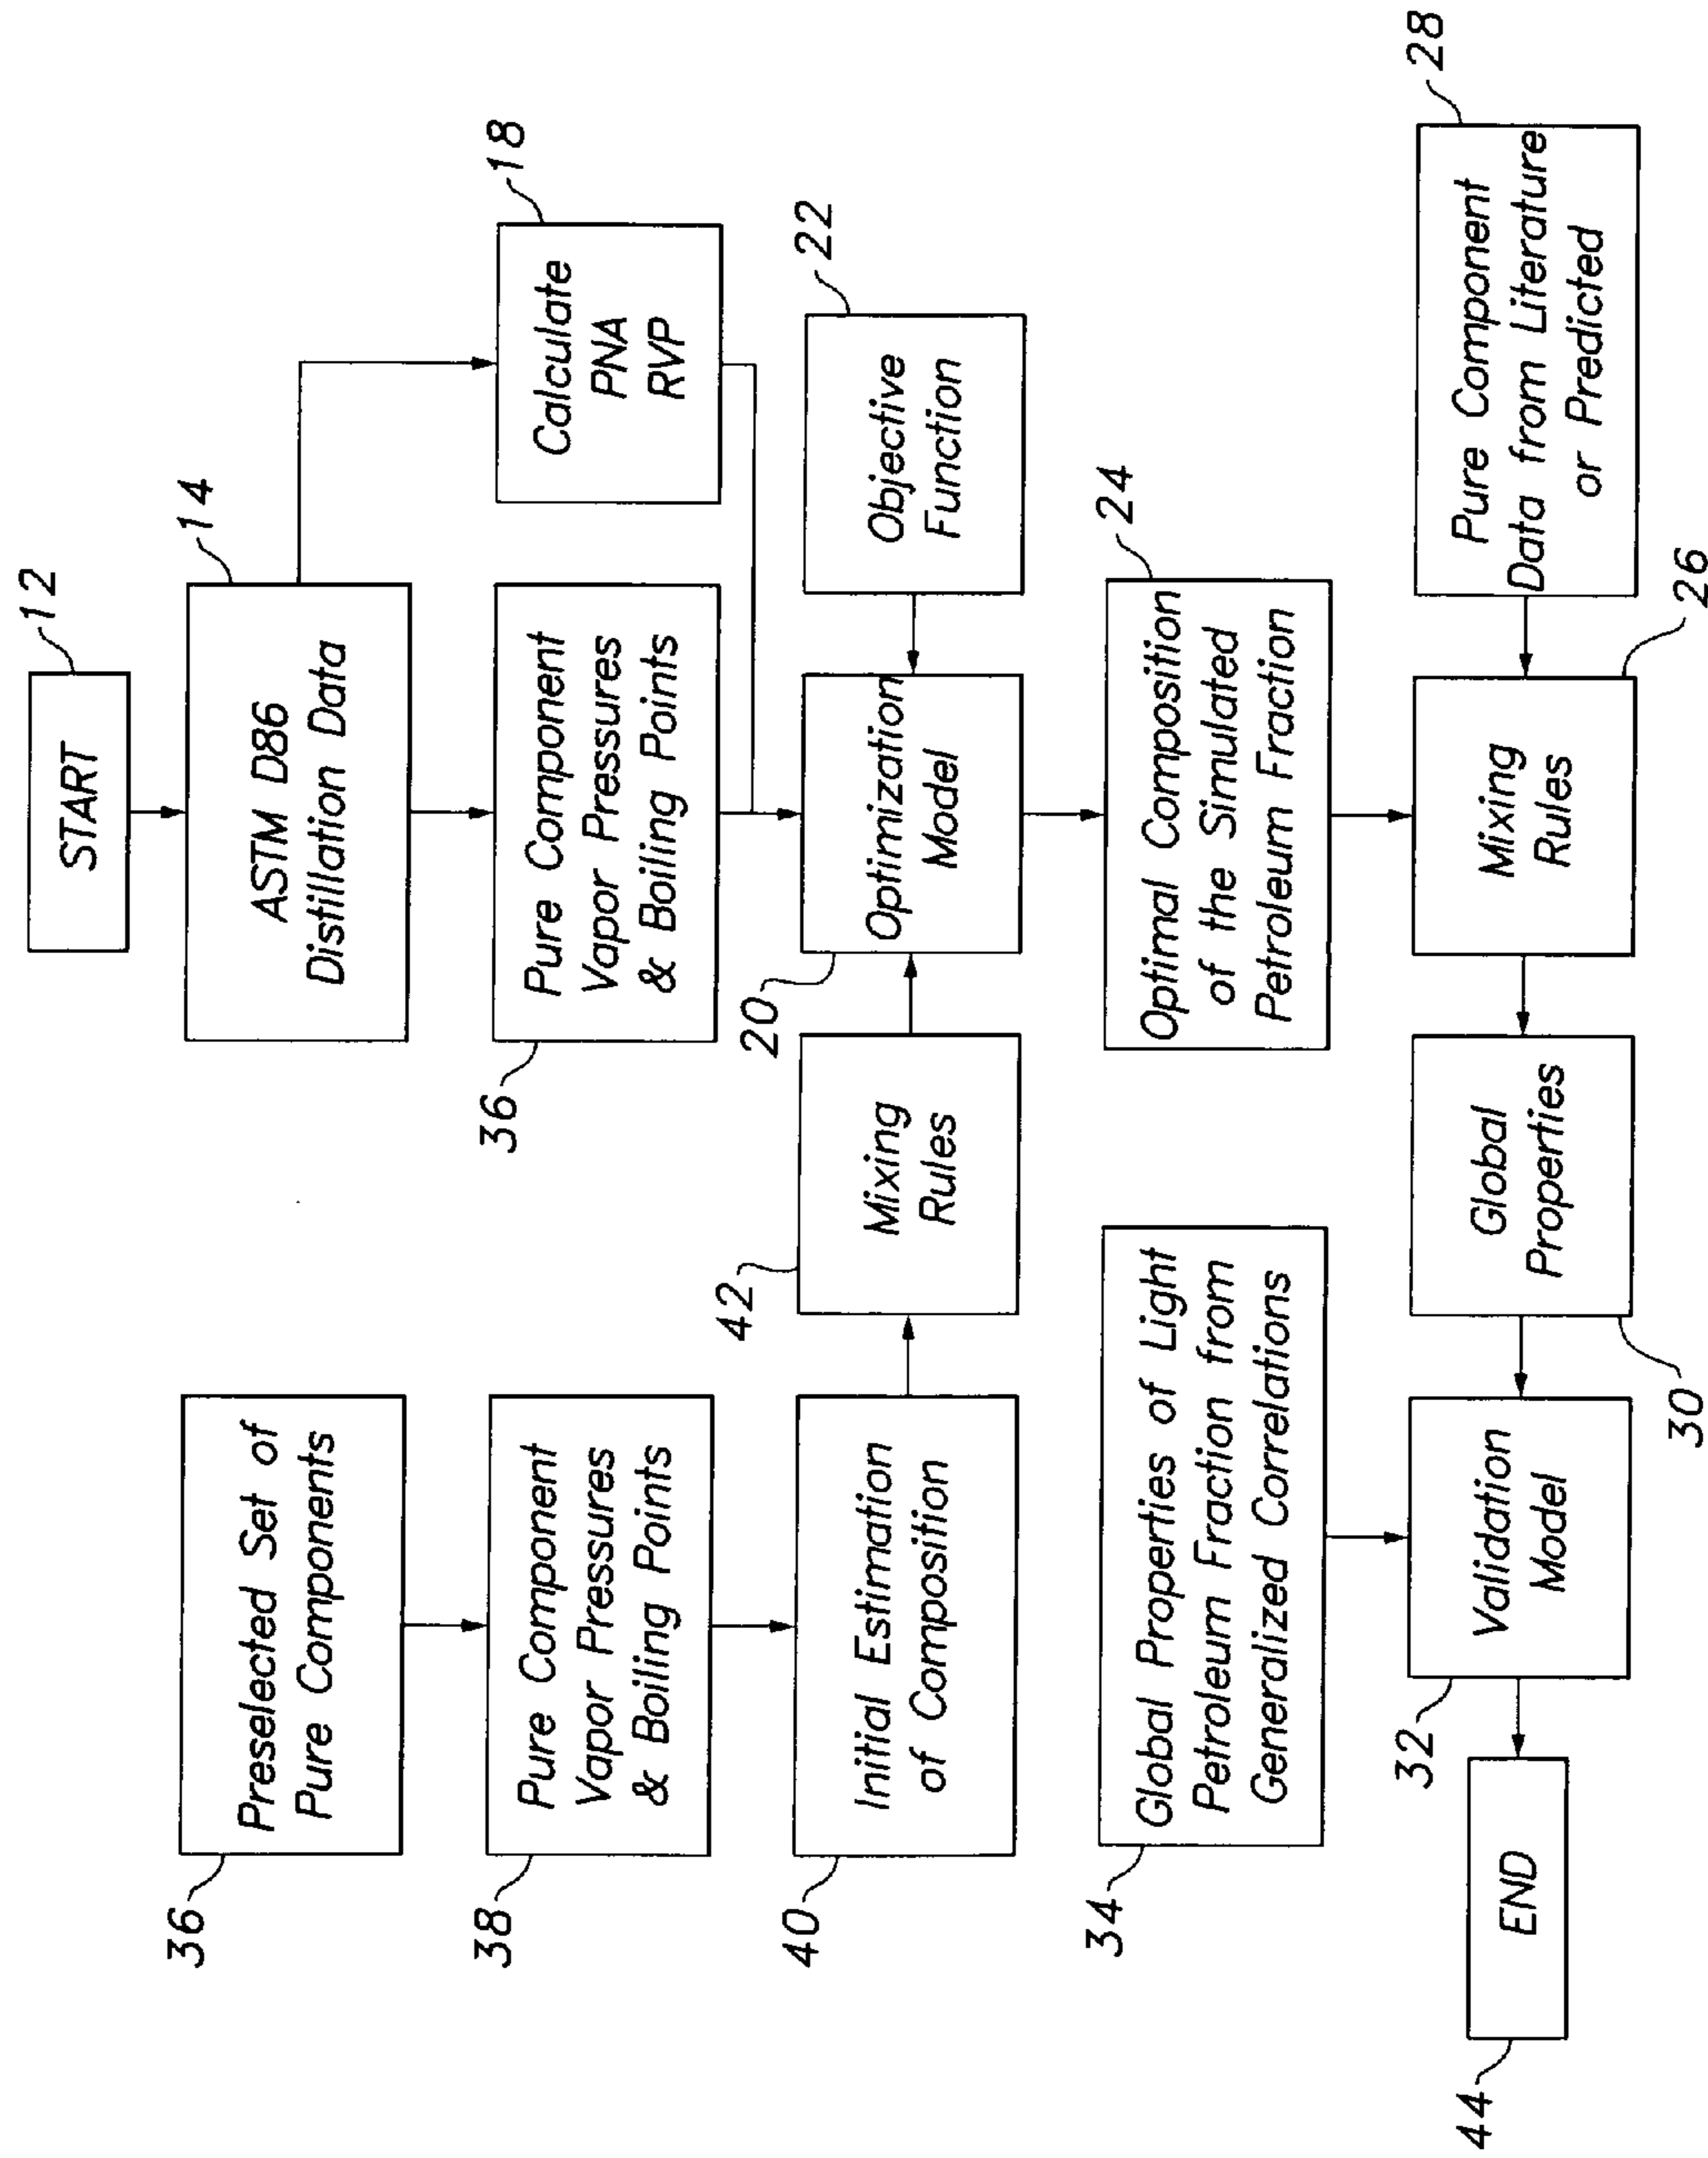 START
12
ASTM D86
Distillation Data
14
Preselected Set of
Pure Components
36
Pure Component
Vapor Pressures
& Boiling Points
36
Calculate
PNA
RVP
18
Pure Component
Vapor Pressures
& Boiling Points
38
Initial Estimation
of Composition
40
Mixing
Rules
42
Optimization
Model
20
Objective
Function
22
Optimal Composition
of the Simulated
Petroleum Fraction
24
Global Properties of Light
Petroleum Fraction from
Generalized Correlations
34
Pure Component
Data from Literature
or Predicted
28
Mixing
Rules
26
Global
Properties
30
Validation
Model
32
END
44